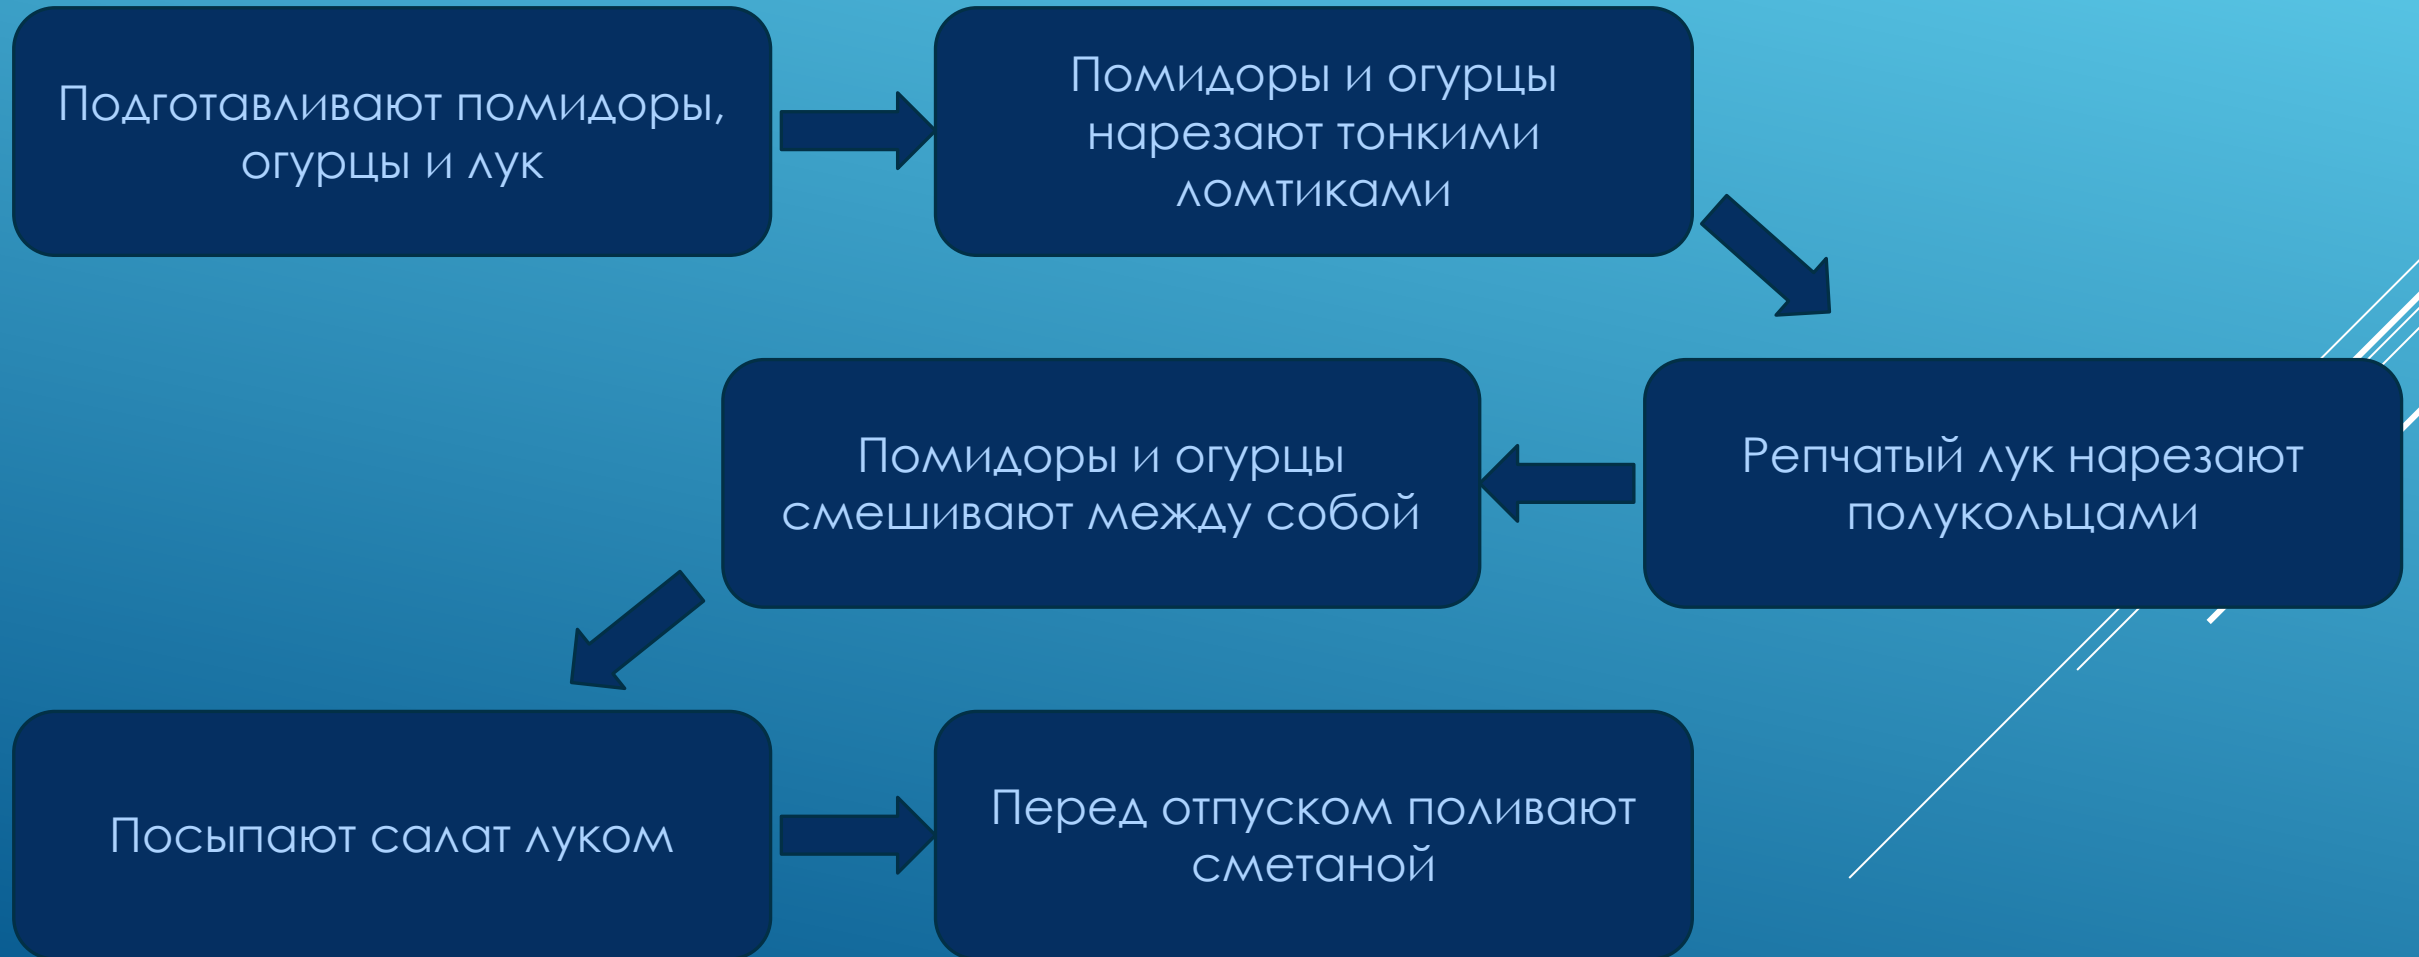 Подготавливают помидоры,
огурцы и лук
Помидоры и огурцы
нарезают тонкими
ломтиками
Репчатый лук нарезают
полукольцами
Помидоры и огурцы
смешивают между собой
Посыпают салат луком
Перед отпуском поливают
сметаной